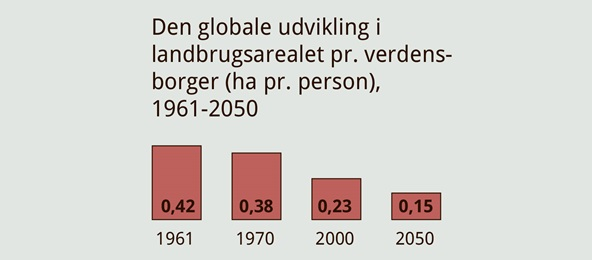 Den globale udvikling i
landbrugsarealet pr. verdens-
borger (ha pr. person),
1961-2050
0,42 0,38 0,23 0,15
1961 1970 2000 2050